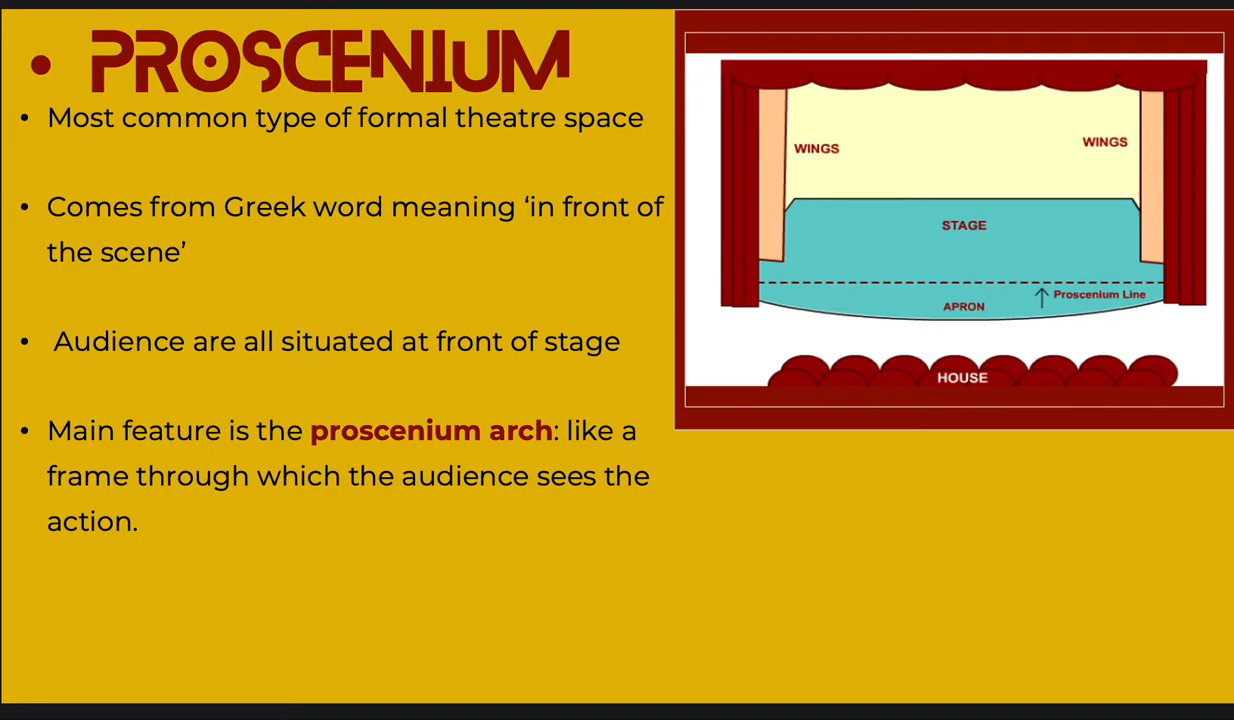 • PROSCENIUM
• Most common type of formal theatre space
• Comes from Greek word meaning ‘in front of
the scene’
• Audience are all situated at front of stage
• Main feature is the proscenium arch: like a
frame through which the audience sees the
action.
WINGS
WINGS
STAGE
Proscenium Line
APRON
HOUSE